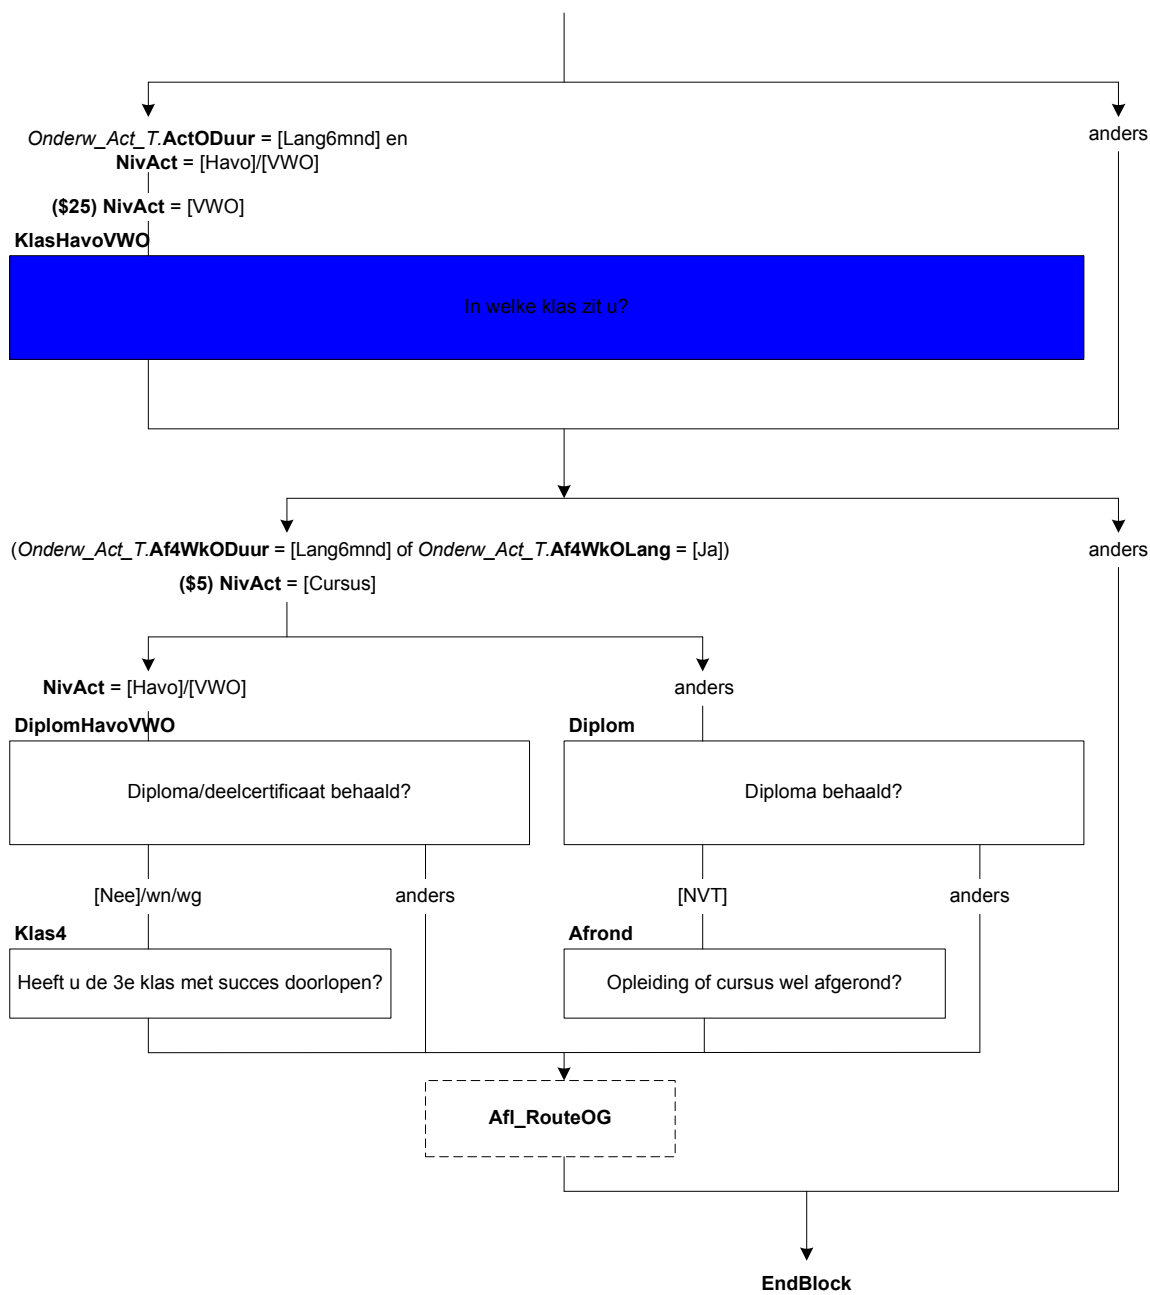 Onderw_Act_T.ActODuur = [Lang6mnd] en
NivAct = [Havo]/[VWO]
anders
($25) NivAct = [VWO]
KlasHavoVWO
In welke klas zit u?
(Onderw_Act_T.Af4WkODuur = [Lang6mnd] of Onderw_Act_T.Af4WkOLang = [Ja])
anders
($5) NivAct = [Cursus]
NivAct = [Havo]/[VWO]
anders
DiplomHavoVWO
Diplom
Diploma/deelcertificaat behaald?
Diploma behaald?
[Nee]/wn/wg
anders
[NVT]
anders
Klas4
Afrond
Heeft u de 3e klas met succes doorlopen?
Opleiding of cursus wel afgerond?
Afl_RouteOG
EndBlock